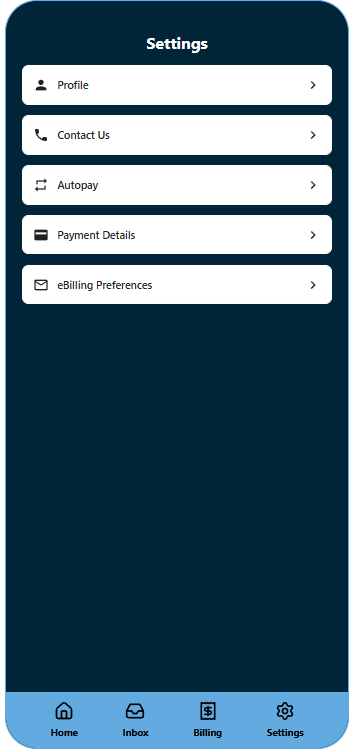 Settings
Profile
Contact Us
Autopay
Payment Details
eBilling Preferences
Home Inbox Billing Settings